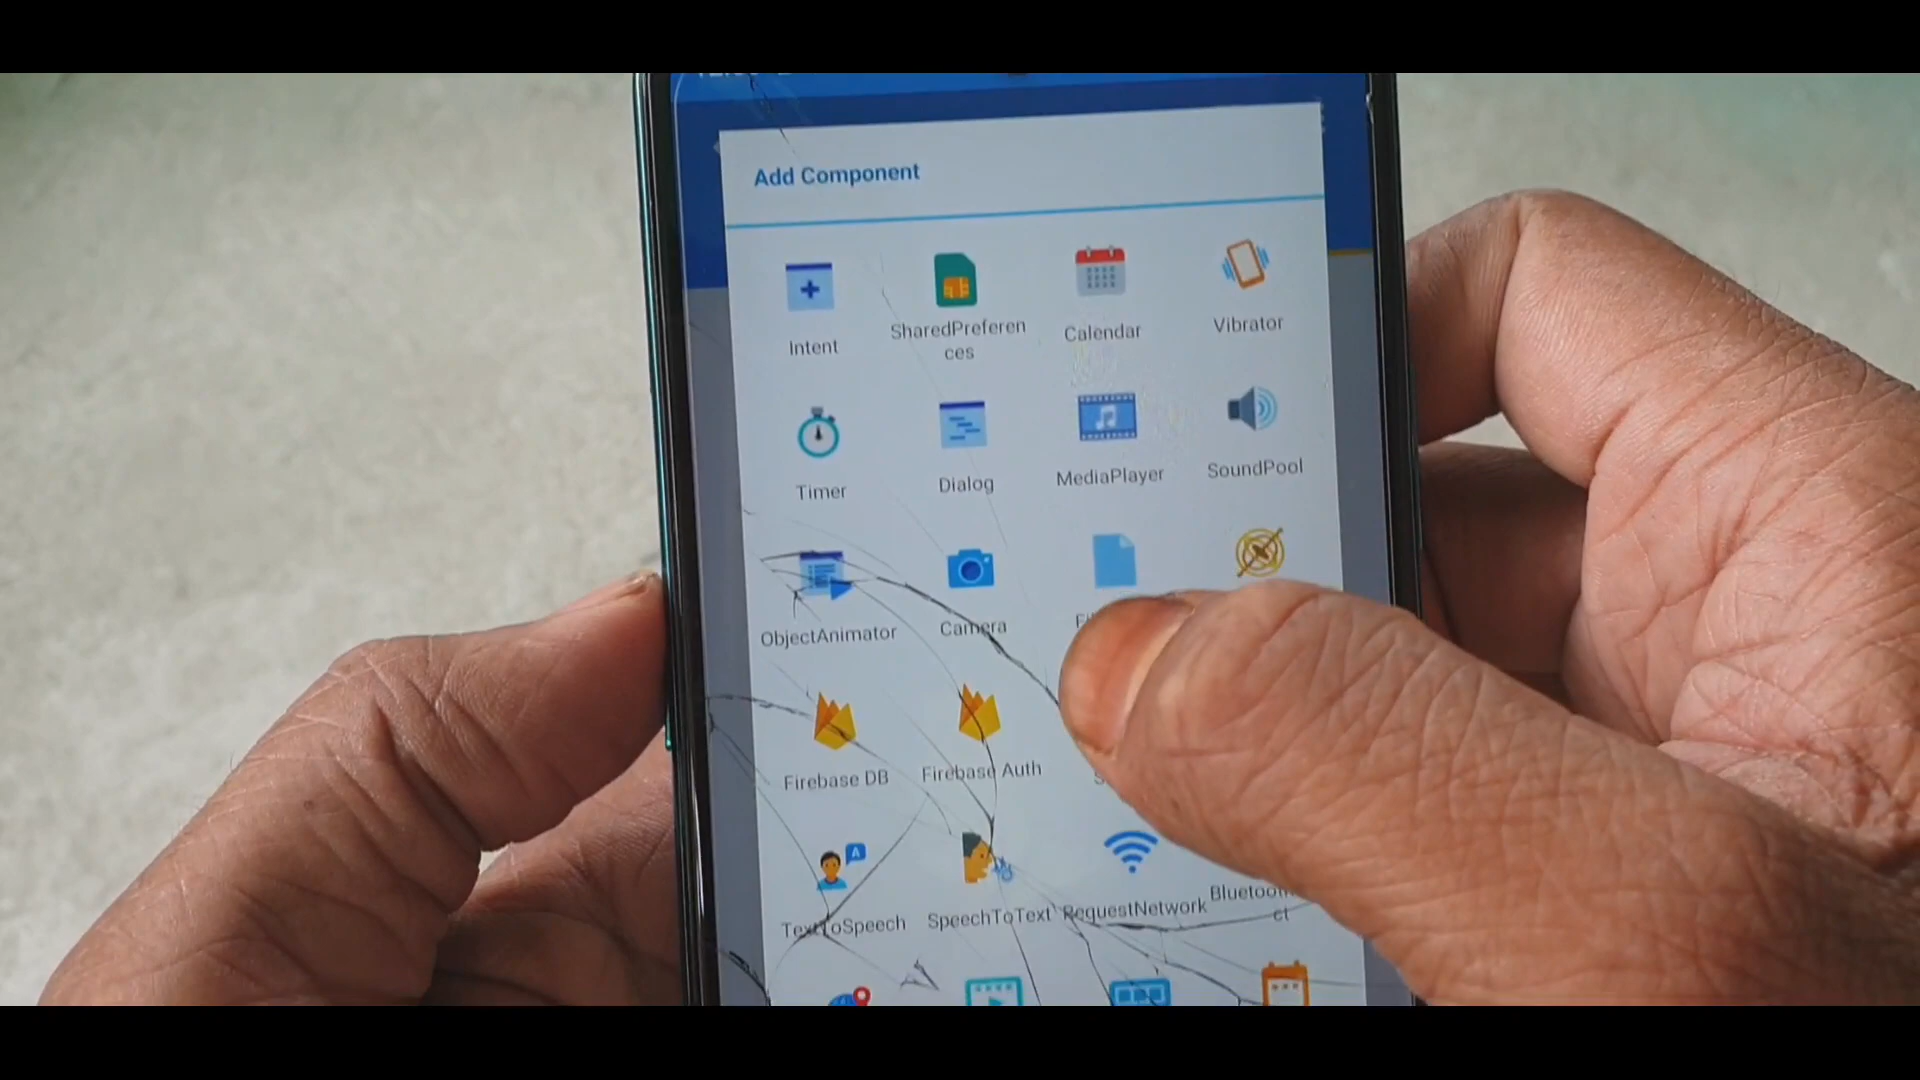 Add Component
Intent
SharedPreferen
ces
Calendar
Vibrator
Timer
Dialog
MediaPlayer
SoundPool
ObjectAnimator
Camera
Firebase DB
Firebase Auth
TextToSpeech
SpeechToText
RequestNetwork